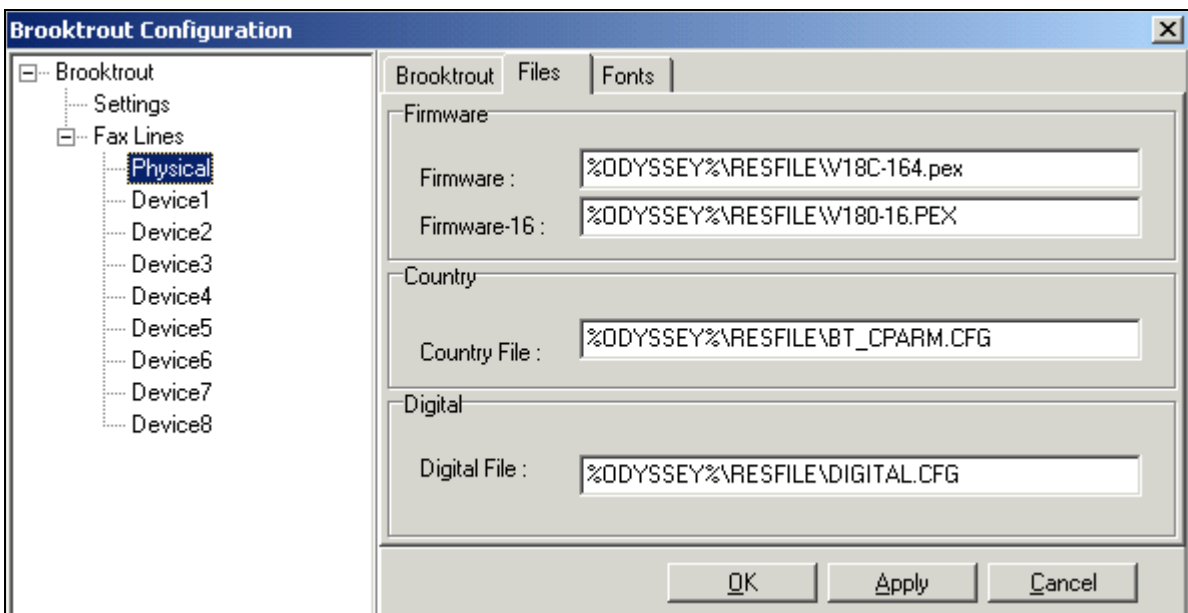 Brooktrout Configuration
Brooktrout
Settings
Fax Lines
Physical
Device1
Device2
Device3
Device4
Device5
Device6
Device7
Device8
Brooktrout Files Fonts
Firmware
Firmware : %ODYSSEY%\RESFILE\V18C-164.pex
Firmware-16 : %ODYSSEY%\RESFILE\V180-16.PEX
Country
Country File : %ODYSSEY%\RESFILE\BT_CPARM.CFG
Digital
Digital File : %ODYSSEY%\RESFILE\DIGITAL.CFG
OK Apply Cancel